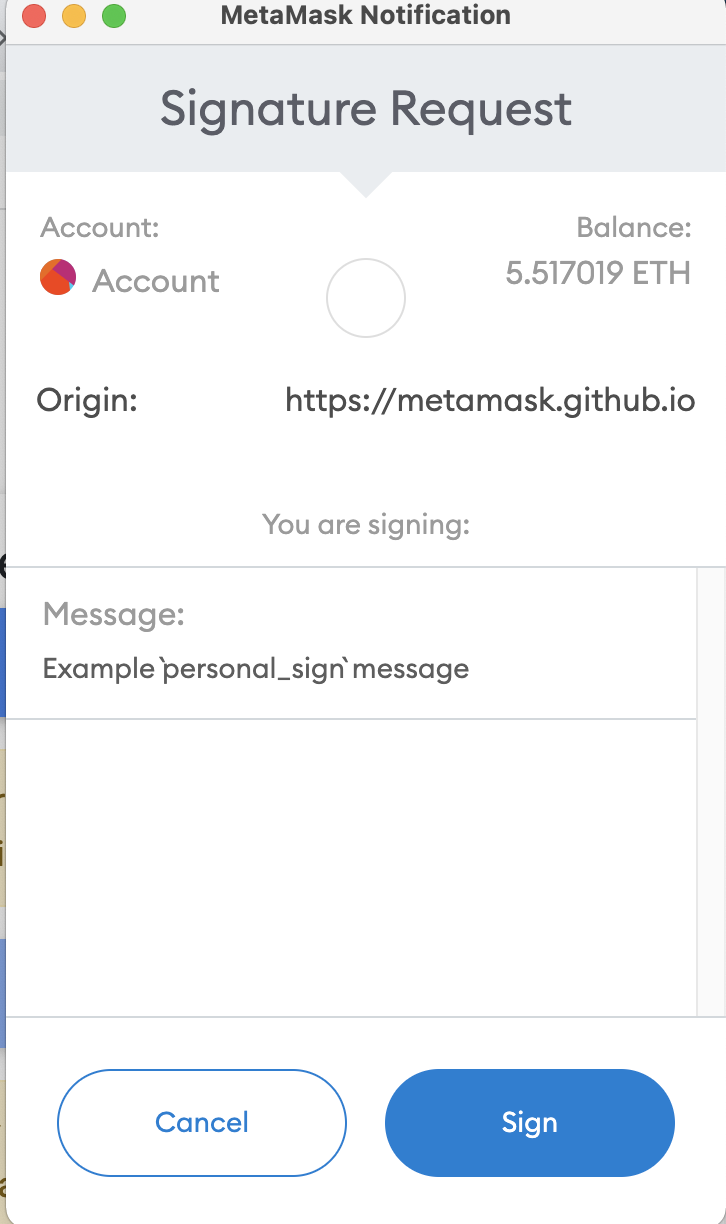 MetaMask Notification
Signature Request
Account:
Balance:
Account
5.517019 ETH
Origin:
https://metamask.github.io
You are signing:
Message:
Example `personal_sign` message
Cancel
Sign